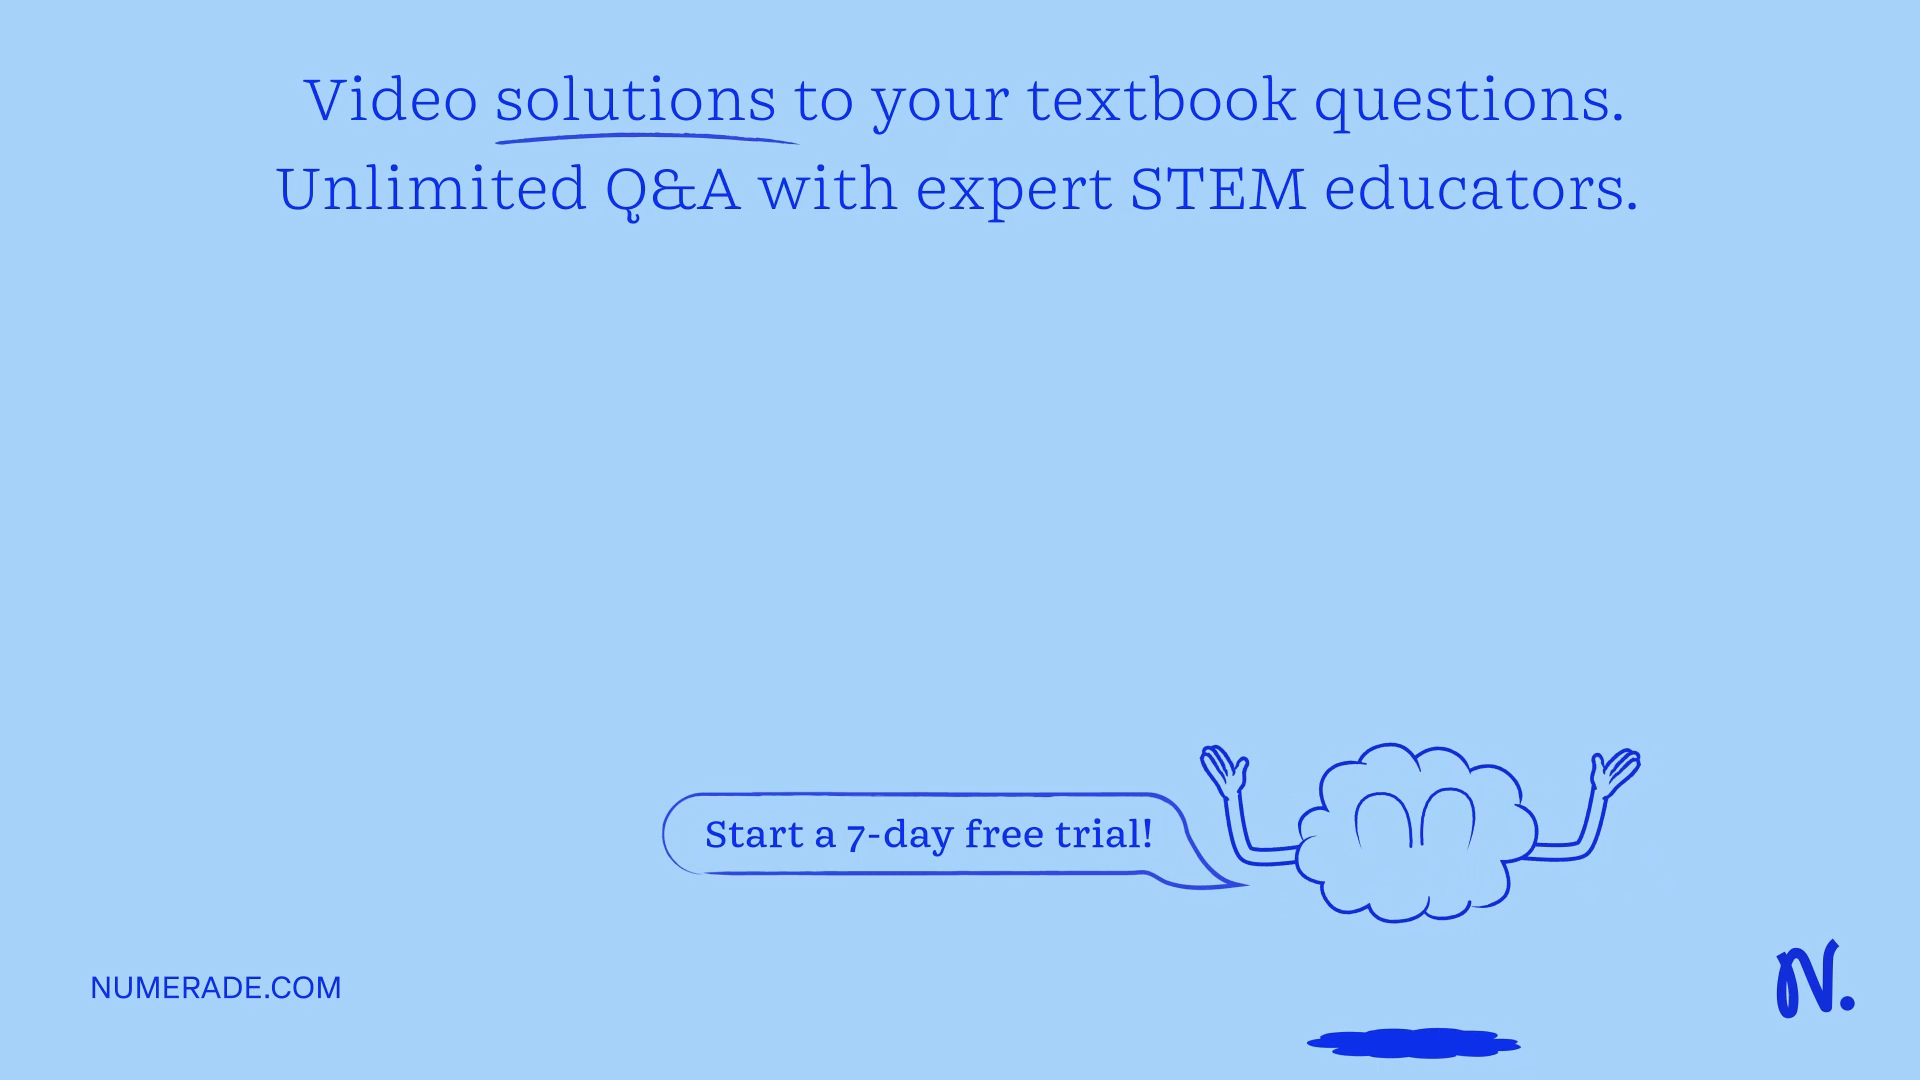 Video solutions to your textbook questions.
Unlimited Q&A with expert STEM educators.
Start a 7-day free trial!
NUMERADE.COM
N.